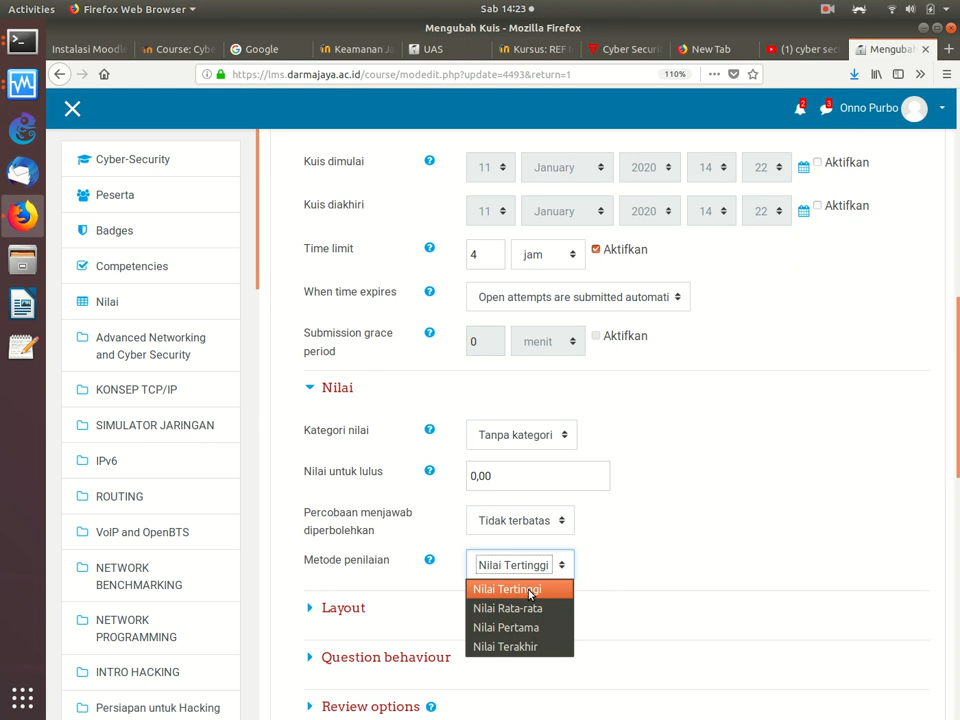 Activities
Firefox Web Browser
Sab 14:23
Mengubah Kuis - Mozilla Firefox
Instalasi Moodl
Course: Cybe
Google
Keamanan Ja
UAS
Kursus: REF M
Cyber Securi
New Tab
(1) cyber sec
Mengubah
https://lms.darmajaya.ac.id/course/modedit.php?update=4493&return=1
110%
2
3
Onno Purbo
Cyber-Security
Peserta
Badges
Competencies
Nilai
Advanced Networking
and Cyber Security
KONSEP TCP/IP
SIMULATOR JARINGAN
IPv6
ROUTING
VoIP and OpenBTS
NETWORK
BENCHMARKING
NETWORK
PROGRAMMING
INTRO HACKING
Persiapan untuk Hacking
Kuis dimulai
11 January 2020 14 22 Aktifkan
Kuis diakhiri
11 January 2020 14 22 Aktifkan
Time limit
4 jam Aktifkan
When time expires
Open attempts are submitted automati
Submission grace
period
0 menit Aktifkan
Nilai
Kategori nilai
Tanpa kategori
Nilai untuk lulus
0,00
Percobaan menjawab
diperbolehkan
Tidak terbatas
Metode penilaian
Nilai Tertinggi
Nilai Tertinggi
Nilai Rata-rata
Nilai Pertama
Nilai Terakhir
Layout
Question behaviour
Review options